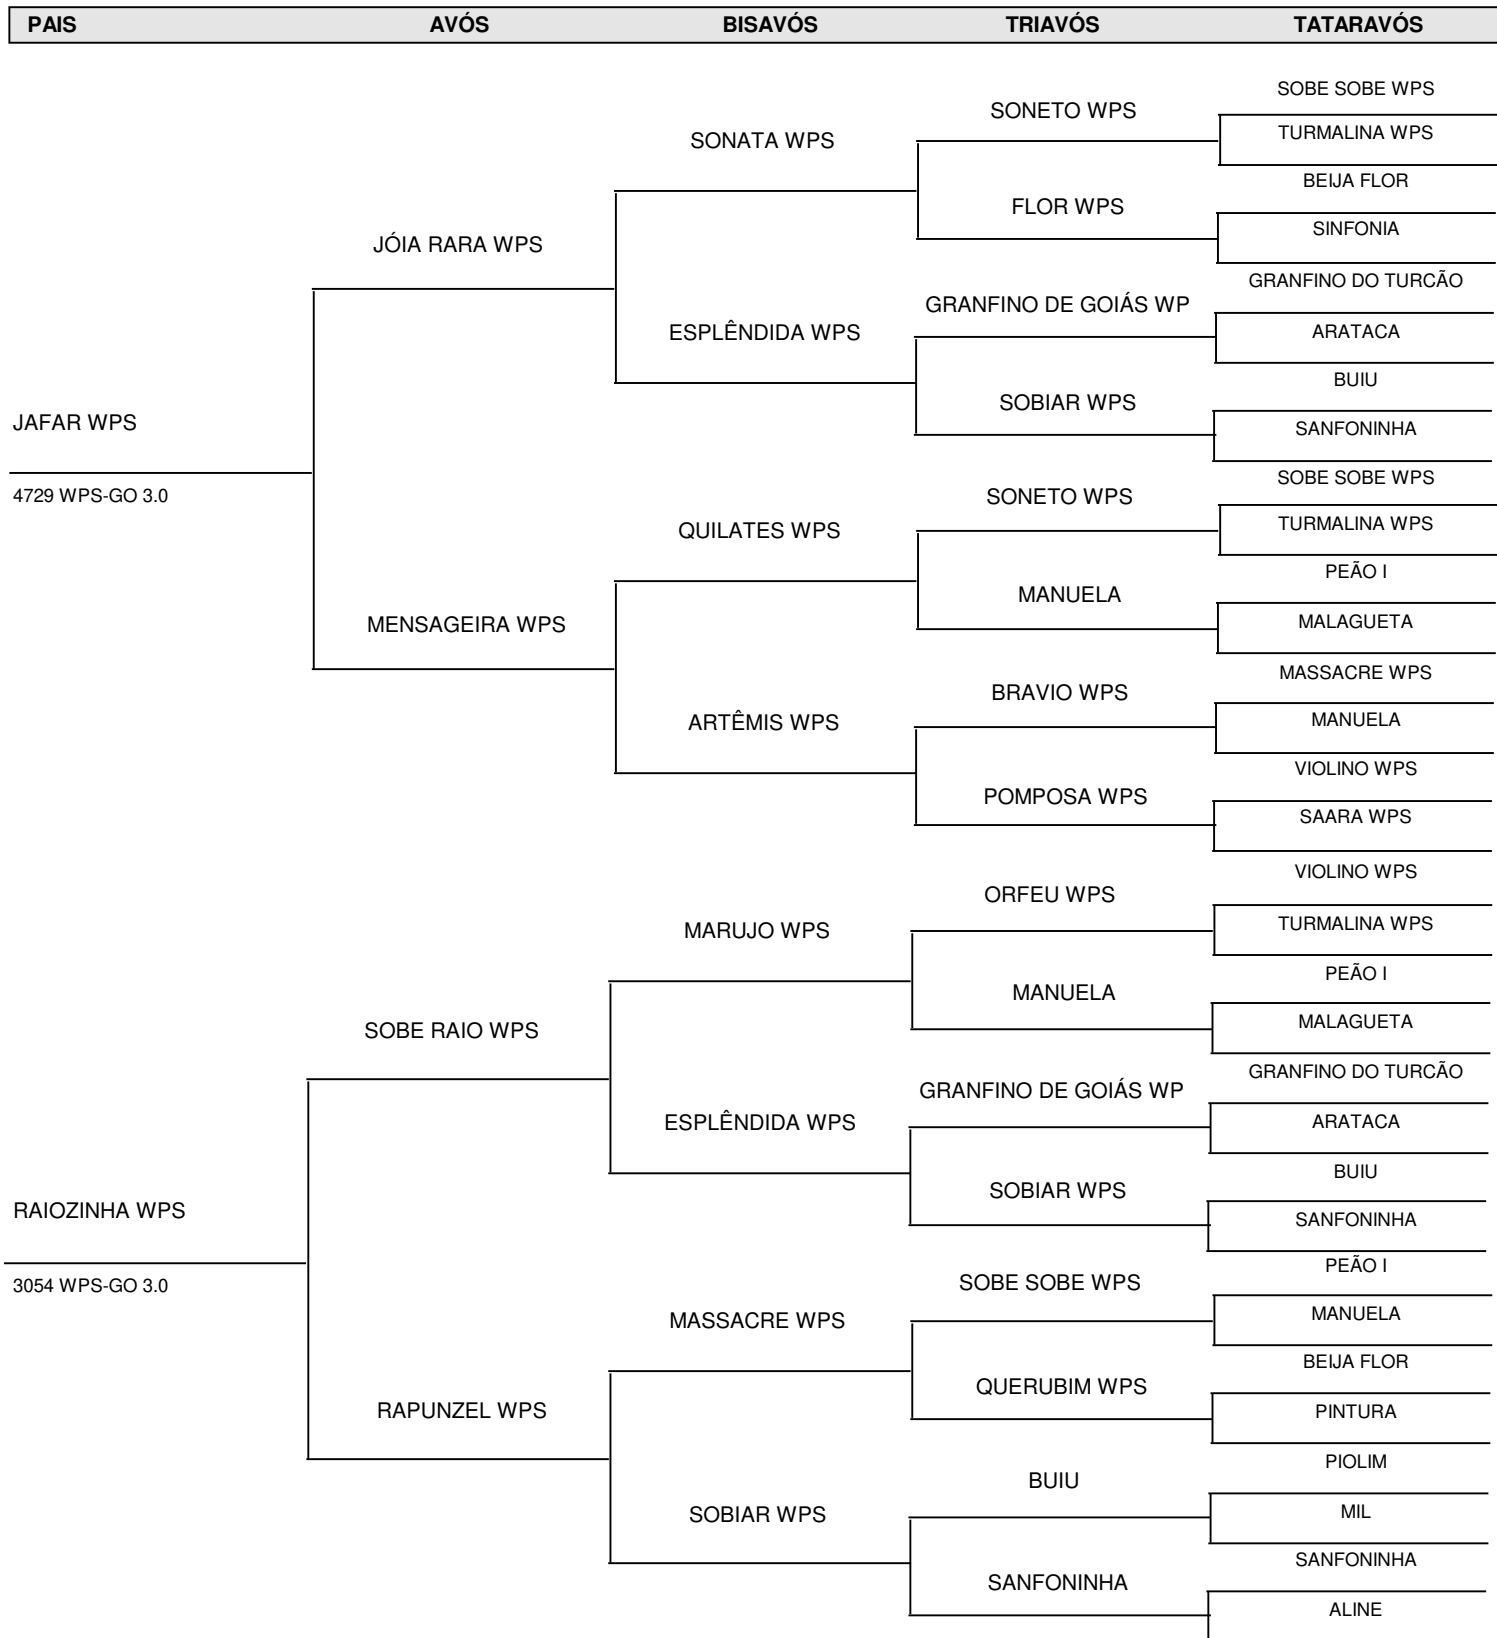 PAIS AVÓS BISAVÓS TRIAVÓS TATARAVÓS
SOBE SOBE WPS
SONETO WPS
TURMALINA WPS
SONATA WPS
BEIJA FLOR
FLOR WPS
SINFONIA
JÓIA RARA WPS
GRANFINO DO TURCÃO
GRANFINO DE GOIÁS WP
ESPLÊNDIDA WPS
ARATACA
BUIU
SOBIAR WPS
JAFAR WPS
SANFONINHA
SOBE SOBE WPS
4729 WPS-GO 3.0
SONETO WPS
TURMALINA WPS
QUILATES WPS
PEÃO I
MANUELA
MENSAGEIRA WPS
MALAGUETA
MASSACRE WPS
BRAVIO WPS
ARTÊMIS WPS
MANUELA
VIOLINO WPS
POMPOSA WPS
SAARA WPS
VIOLINO WPS
ORFEU WPS
MARUJO WPS
TURMALINA WPS
PEÃO I
MANUELA
SOBE RAIO WPS
MALAGUETA
GRANFINO DO TURCÃO
GRANFINO DE GOIÁS WP
ESPLÊNDIDA WPS
ARATACA
BUIU
SOBIAR WPS
RAIOZINHA WPS
SANFONINHA
PEÃO I
3054 WPS-GO 3.0
SOBE SOBE WPS
MASSACRE WPS
MANUELA
BEIJA FLOR
QUERUBIM WPS
RAPUNZEL WPS
PINTURA
PIOLIM
BUIU
SOBIAR WPS
MIL
SANFONINHA
SANFONINHA
ALINE